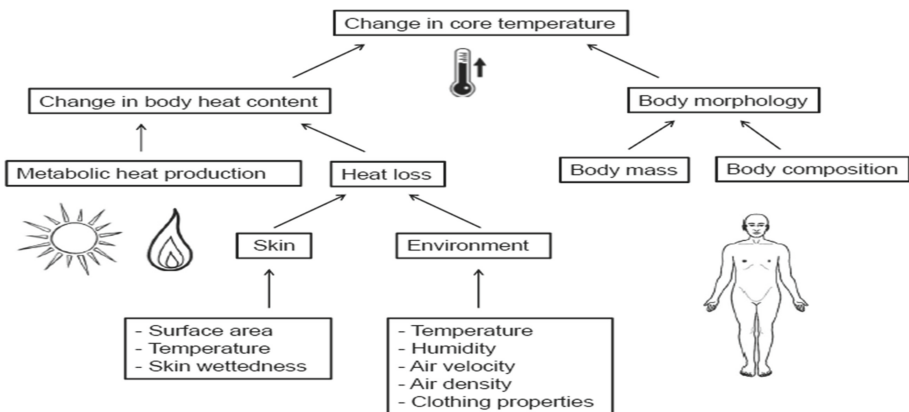 Change in core temperature
Change in body heat content
Body morphology
Metabolic heat production
Heat loss
Body mass
Body composition
Skin
Environment
- Surface area
- Temperature
- Skin wettedness
- Temperature
- Humidity
- Air velocity
- Air density
- Clothing properties